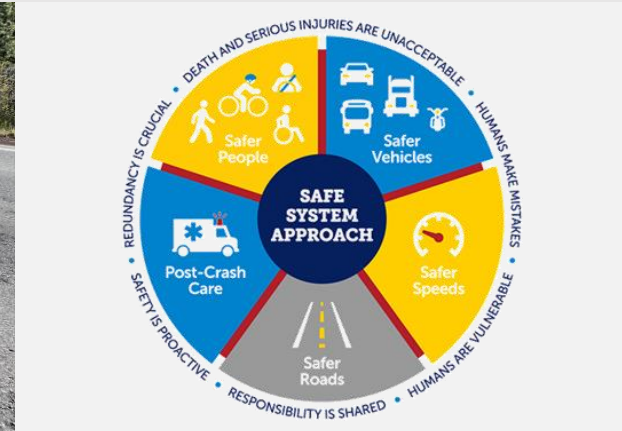 DEATH AND SERIOUS INJURIES ARE UNACCEPTABLE
HUMANS MAKE MISTAKES
HUMANS ARE VULNERABLE
RESPONSIBILITY IS SHARED
SAFETY IS PROACTIVE
REDUNDANCY IS CRUCIAL
Safer
People
Safer
Vehicles
SAFE
SYSTEM
APPROACH
Post-Crash
Care
Safer
Speeds
Safer
Roads